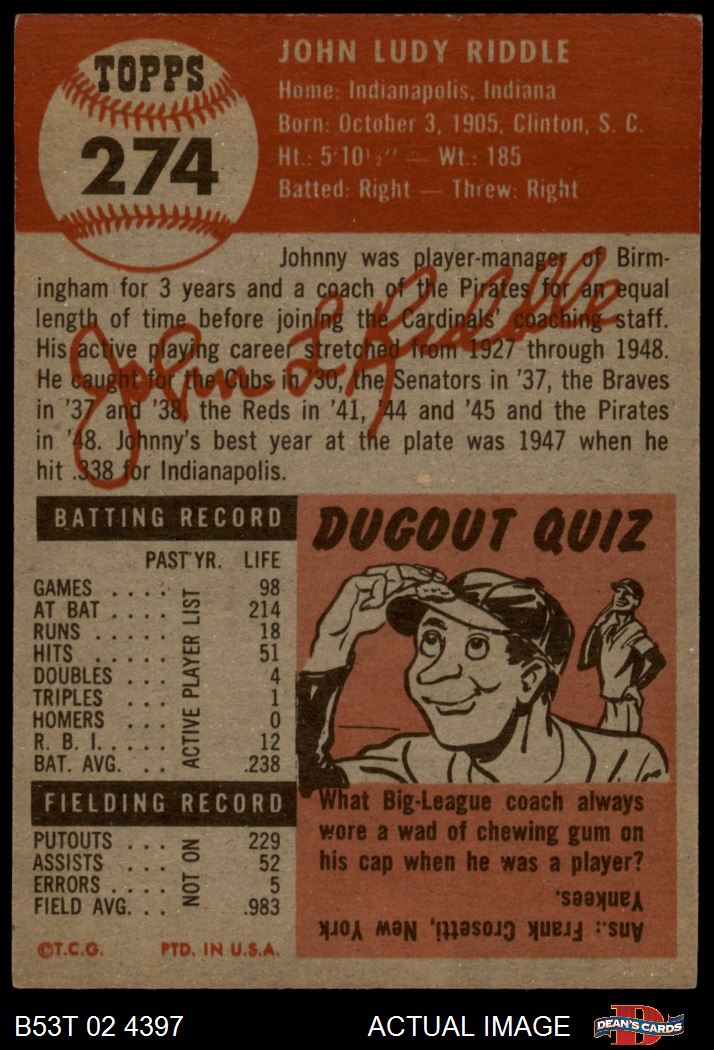 TOPPS
274
JOHN LUDY RIDDLE
Home: Indianapolis, Indiana
Born: October 3, 1905, Clinton, S. C.
Ht.: 5'10½" — Wt.: 185
Batted: Right — Threw: Right
Johnny was player-manager of Birm-
ingham for 3 years and a coach of the Pirates for an equal
length of time before joining the Cardinals' coaching staff.
His active playing career stretched from 1927 through 1948.
He caught for the Cubs in '30, the Senators in '37, the Braves
in '37 and '38, the Reds in '41, '44 and '45 and the Pirates
in '48. Johnny's best year at the plate was 1947 when he
hit .338 for Indianapolis.
John L Riddle
BATTING RECORD
PAST YR. LIFE
GAMES .... 98
AT BAT .... 214
RUNS ..... 18
HITS ..... 51
DOUBLES ... 4
TRIPLES ... 1
HOMERS ... 0
R. B. I. .... 12
BAT. AVG. .. .238
FIELDING RECORD
PUTOUTS ... 229
ASSISTS ... 52
ERRORS .... 5
FIELD AVG. .. .983
NOT ON ACTIVE PLAYER LIST
©T.C.G. PTD. IN U.S.A.
DUGOUT QUIZ
What Big-League coach always
wore a wad of chewing gum on
his cap when he was a player?
Ans.: Frank Crosetti, New York
Yankees.
B53T 02 4397
ACTUAL IMAGE
D
DEAN'S CARDS